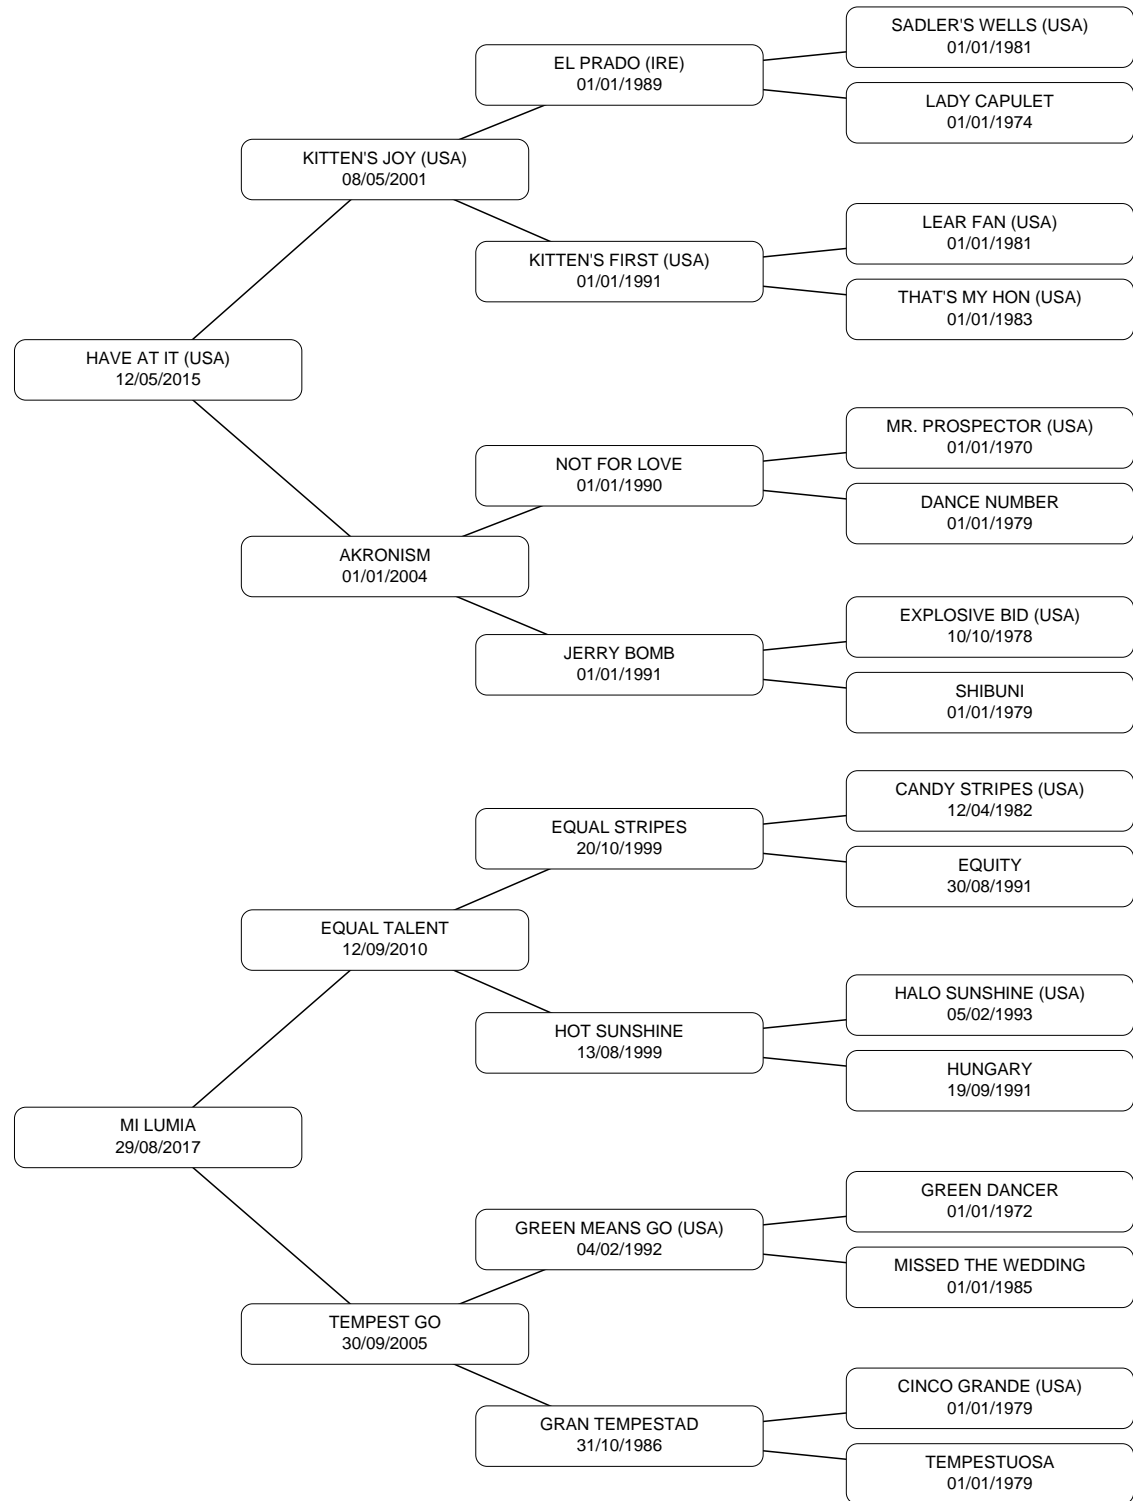 SADLER'S WELLS (USA)
01/01/1981
EL PRADO (IRE)
01/01/1989
LADY CAPULET
01/01/1974
KITTEN'S JOY (USA)
08/05/2001
LEAR FAN (USA)
01/01/1981
KITTEN'S FIRST (USA)
01/01/1991
THAT'S MY HON (USA)
01/01/1983
HAVE AT IT (USA)
12/05/2015
MR. PROSPECTOR (USA)
01/01/1970
NOT FOR LOVE
01/01/1990
DANCE NUMBER
01/01/1979
AKRONISM
01/01/2004
EXPLOSIVE BID (USA)
10/10/1978
JERRY BOMB
01/01/1991
SHIBUNI
01/01/1979
CANDY STRIPES (USA)
12/04/1982
EQUAL STRIPES
20/10/1999
EQUITY
30/08/1991
EQUAL TALENT
12/09/2010
HALO SUNSHINE (USA)
05/02/1993
HOT SUNSHINE
13/08/1999
HUNGARY
19/09/1991
MI LUMIA
29/08/2017
GREEN DANCER
01/01/1972
GREEN MEANS GO (USA)
04/02/1992
MISSED THE WEDDING
01/01/1985
TEMPEST GO
30/09/2005
CINCO GRANDE (USA)
01/01/1979
GRAN TEMPESTAD
31/10/1986
TEMPESTUOSA
01/01/1979